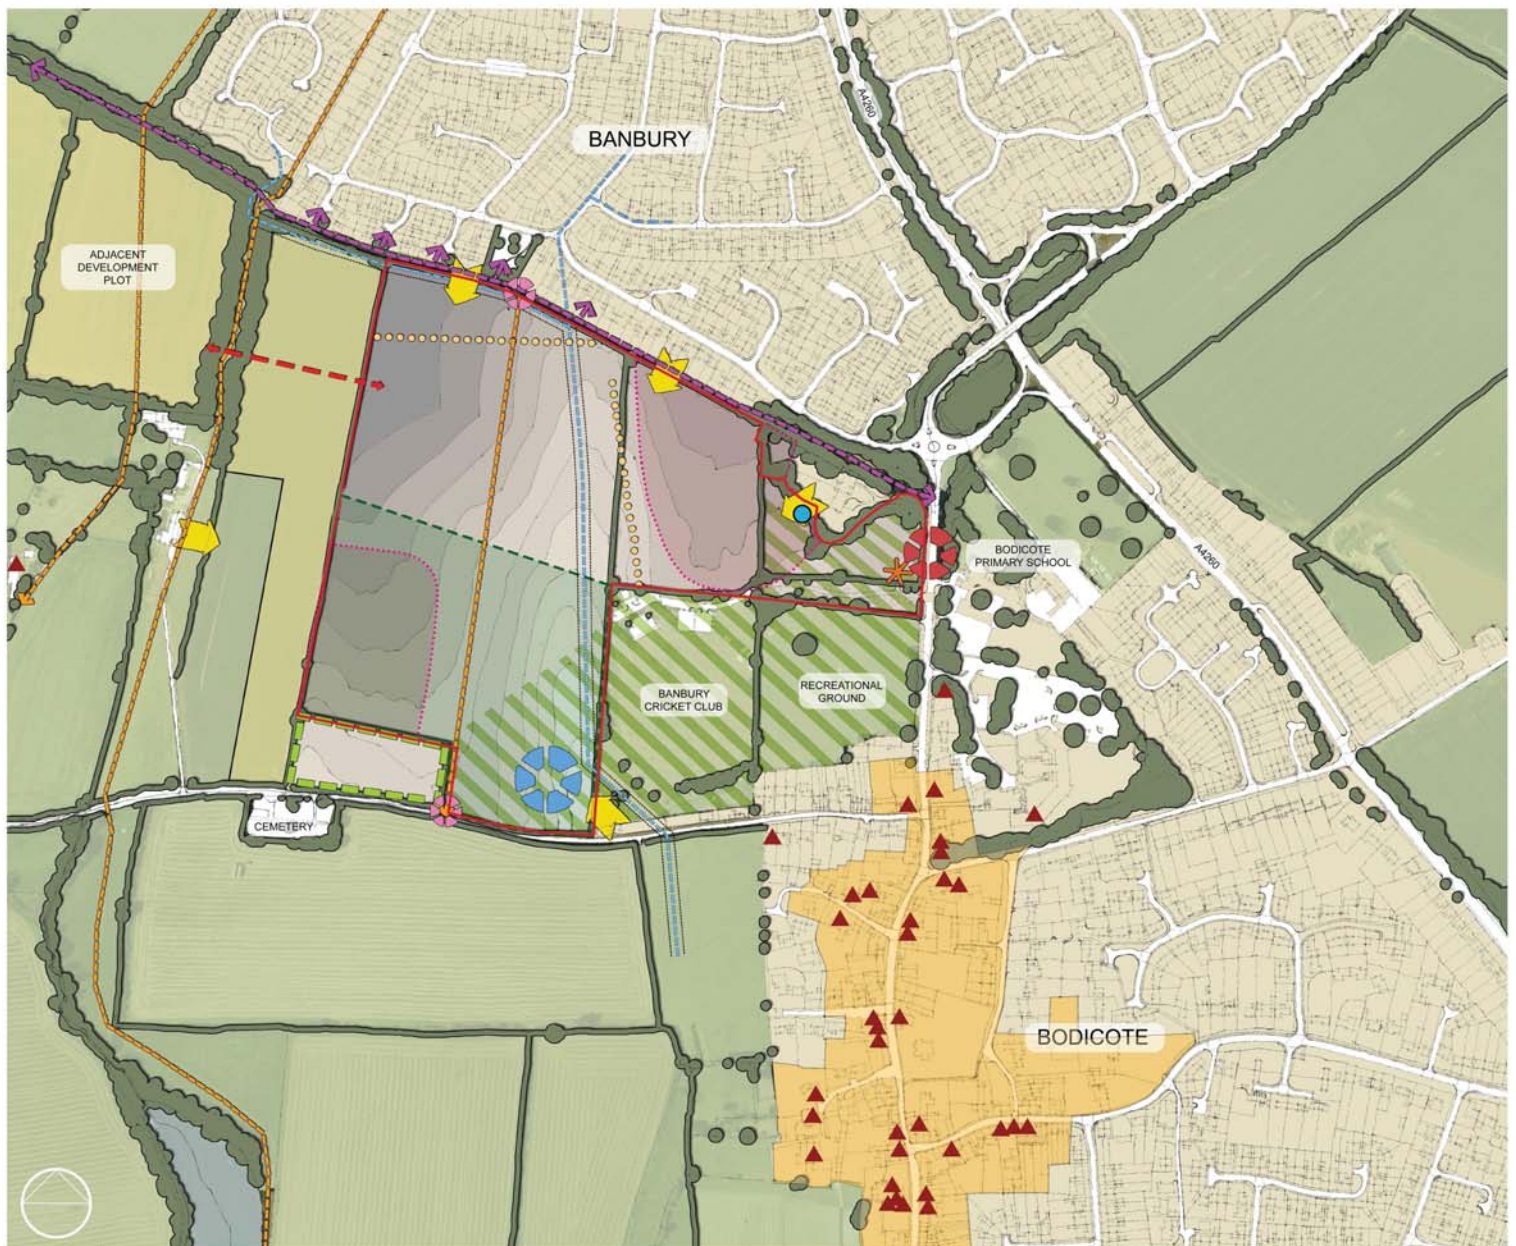 A4260
BANBURY
ADJACENT
DEVELOPMENT
PLOT
BODICOTE
PRIMARY SCHOOL
A4260
BANBURY
CRICKET CLUB
RECREATIONAL
GROUND
CEMETERY
BODICOTE